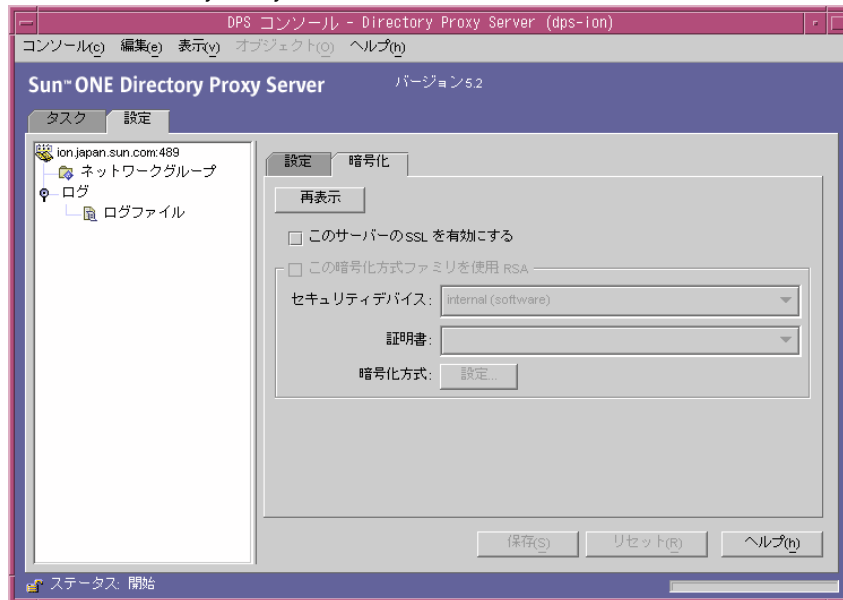 DPS コンソール - Directory Proxy Server (dps-ion)
コンソール(c) 編集(e) 表示(v) オブジェクト(o) ヘルプ(h)
Sun™ ONE Directory Proxy Server バージョン5.2
タスク 設定
ion.japan.sun.com:489
ネットワークグループ
ログ
ログファイル
設定 暗号化
再表示
このサーバーのSSL を有効にする
この暗号化方式ファミリを使用 RSA
セキュリティデバイス: internal (software)
証明書:
暗号化方式: 設定...
保存(S) リセット(R) ヘルプ(h)
ステータス: 開始